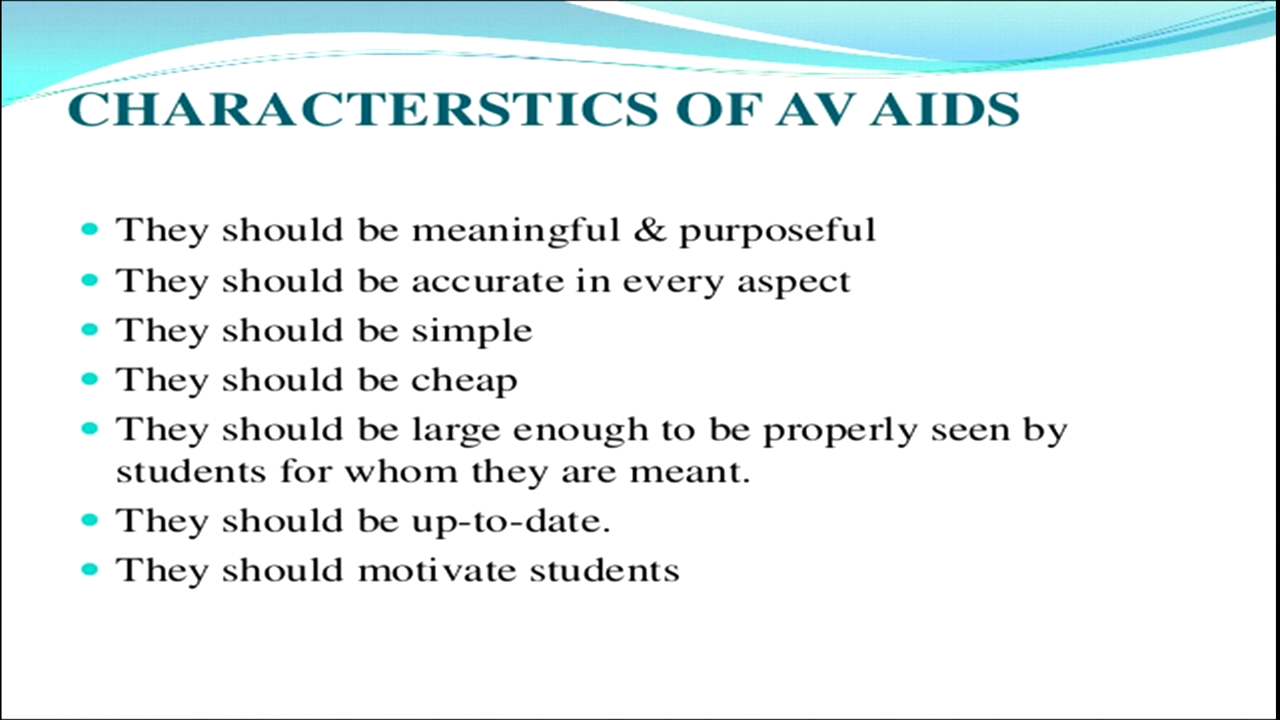 CHARACTERSTICS OF AV AIDS
• They should be meaningful & purposeful
• They should be accurate in every aspect
• They should be simple
• They should be cheap
• They should be large enough to be properly seen by
students for whom they are meant.
• They should be up-to-date.
• They should motivate students